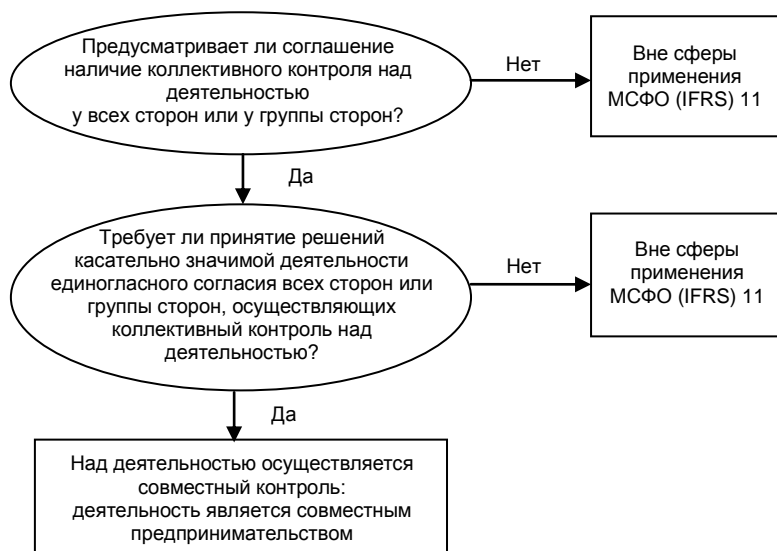 Предусматривает ли соглашение
наличие коллективного контроля над
деятельностью
у всех сторон или у группы сторон?
Нет
Вне сферы
применения
МСФО (IFRS) 11
Да
Требует ли принятие решений
касательно значимой деятельности
единогласного согласия всех сторон или
группы сторон, осуществляющих
коллективный контроль над
деятельностью?
Нет
Вне сферы
применения
МСФО (IFRS) 11
Да
Над деятельностью осуществляется
совместный контроль:
деятельность является совместным
предпринимательством